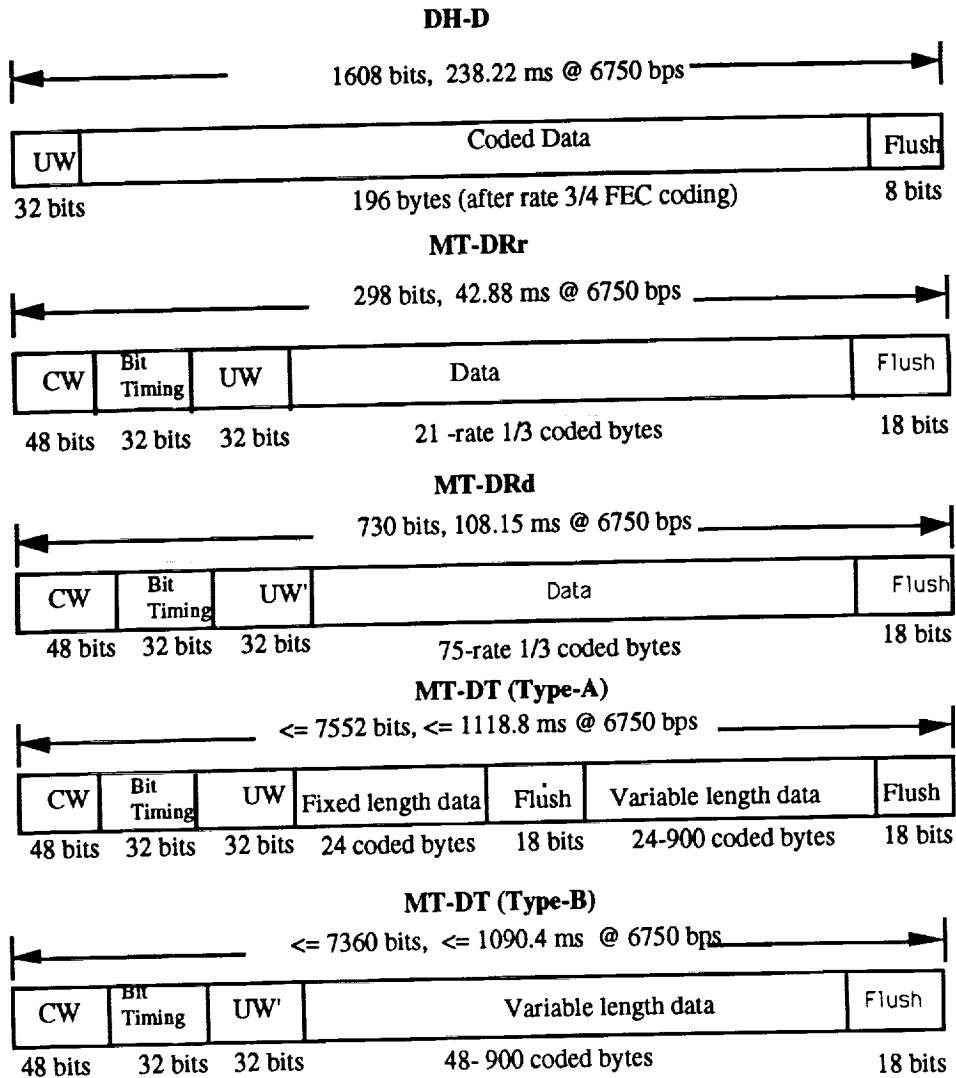 DH-D
1608 bits, 238.22 ms @ 6750 bps
UW Coded Data Flush
32 bits 196 bytes (after rate 3/4 FEC coding) 8 bits
MT-DRr
298 bits, 42.88 ms @ 6750 bps
CW Bit Timing UW Data Flush
48 bits 32 bits 32 bits 21 -rate 1/3 coded bytes 18 bits
MT-DRd
730 bits, 108.15 ms @ 6750 bps
CW Bit Timing UW' Data Flush
48 bits 32 bits 32 bits 75-rate 1/3 coded bytes 18 bits
MT-DT (Type-A)
<= 7552 bits, <= 1118.8 ms @ 6750 bps
CW Bit Timing UW Fixed length data Flush Variable length data Flush
48 bits 32 bits 32 bits 24 coded bytes 18 bits 24-900 coded bytes 18 bits
MT-DT (Type-B)
<= 7360 bits, <= 1090.4 ms @ 6750 bps
CW Bit Timing UW' Variable length data Flush
48 bits 32 bits 32 bits 48- 900 coded bytes 18 bits